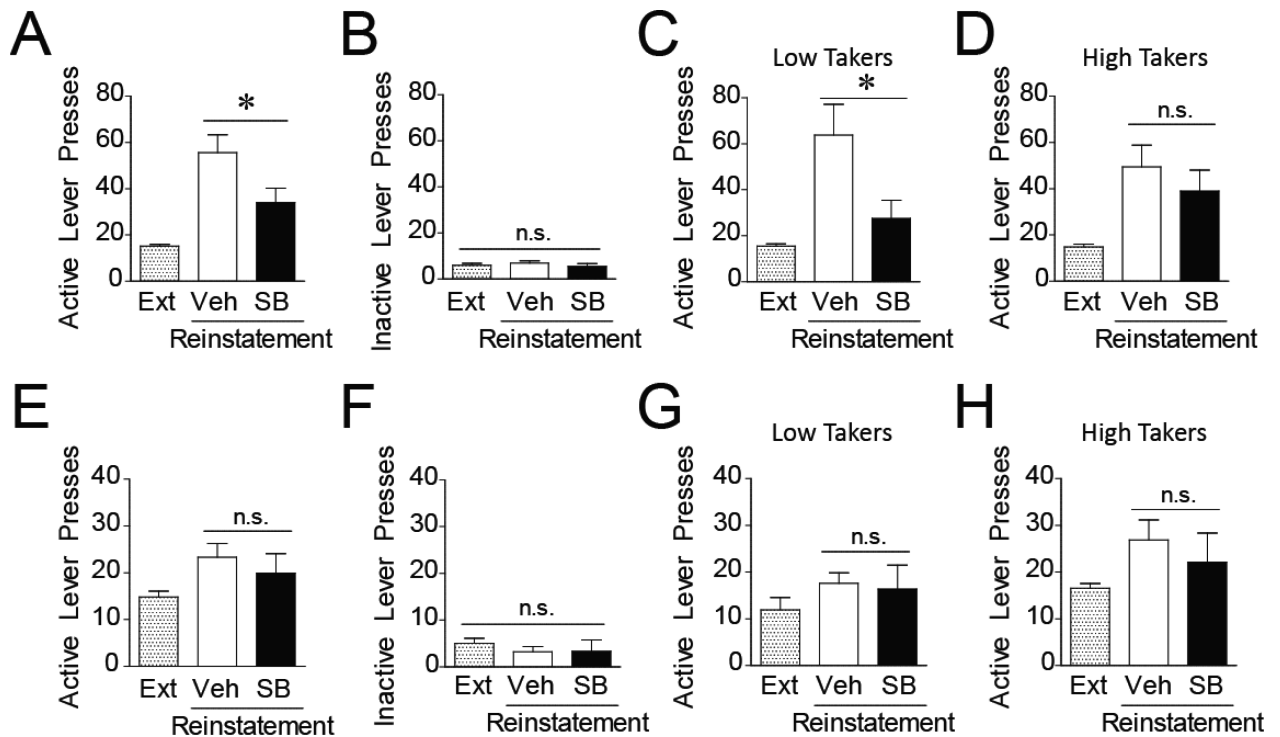 A
Active Lever Presses
80
60
40
20
0
*
Ext Veh SB
Reinstatement
B
Inactive Lever Presses
80
60
40
20
0
n.s.
Ext Veh SB
Reinstatement
C
Low Takers
Active Lever Presses
80
60
40
20
0
*
Ext Veh SB
Reinstatement
D
High Takers
Active Lever Presses
80
60
40
20
0
n.s.
Ext Veh SB
Reinstatement
E
Active Lever Presses
40
30
20
10
0
n.s.
Ext Veh SB
Reinstatement
F
Inactive Lever Presses
40
30
20
10
0
n.s.
Ext Veh SB
Reinstatement
G
Low Takers
Active Lever Presses
40
30
20
10
0
n.s.
Ext Veh SB
Reinstatement
H
High Takers
Active Lever Presses
40
30
20
10
0
n.s.
Ext Veh SB
Reinstatement